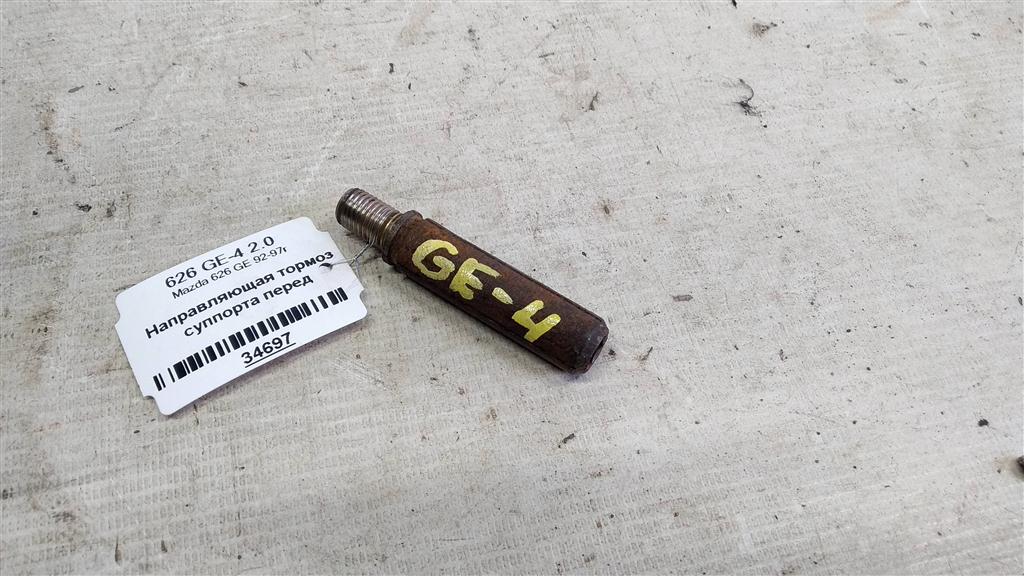 626 GE-4 2.0
Mazda 626 GE 92-97г
Направляющая тормоз
суппорта перед
34697
GE-4